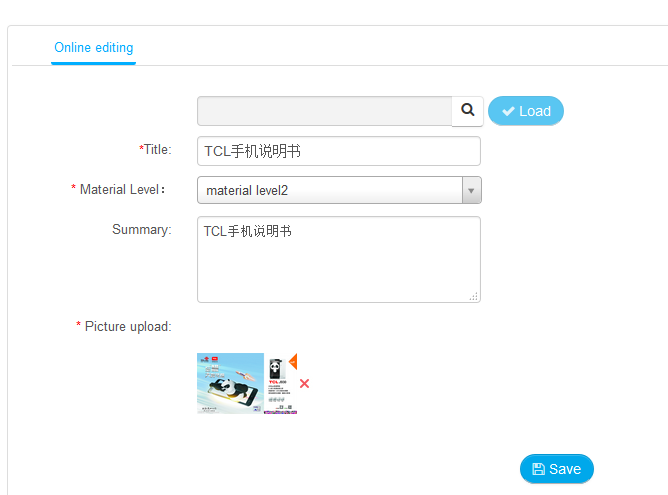 Online editing
Load
*Title:
TCL手机说明书
* Material Level：
material level2
Summary:
TCL手机说明书
* Picture upload:
TCL
Save